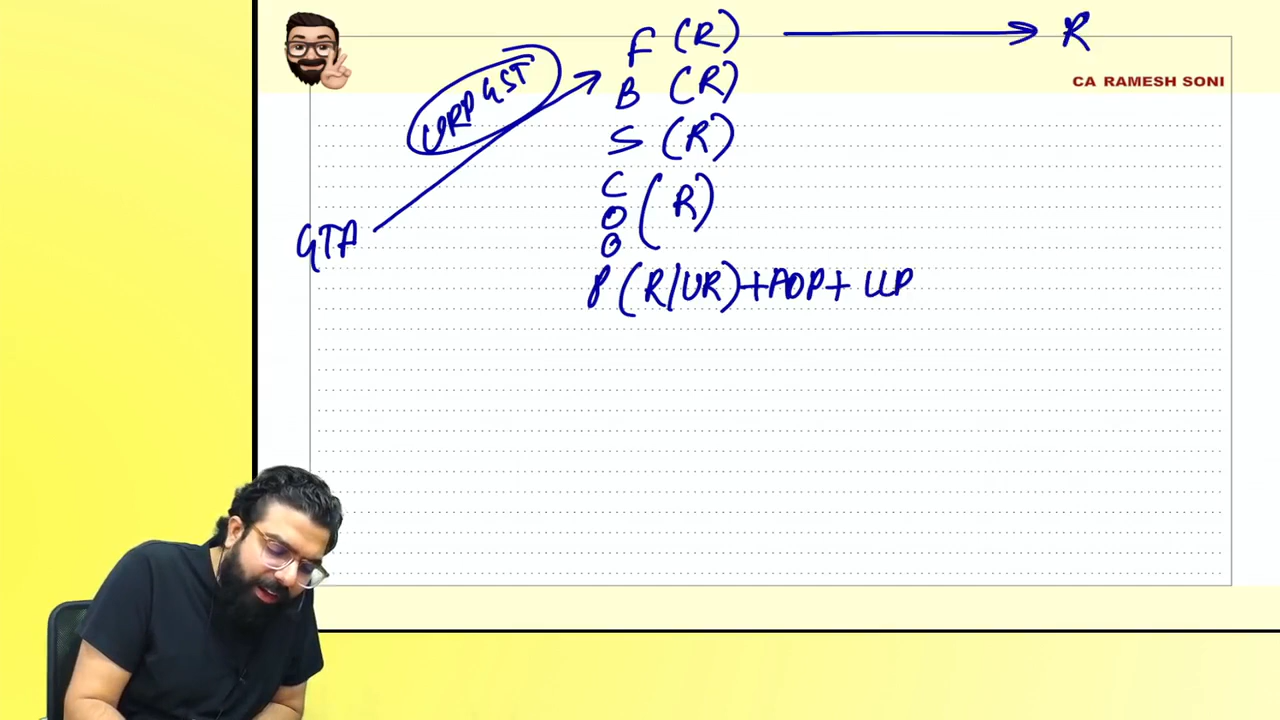 F (R) → R
CA RAMESH SONI
URP GST
B (R)
S (R)
C
O (R)
O
GTA
P (R/UR) + AOP + LLP